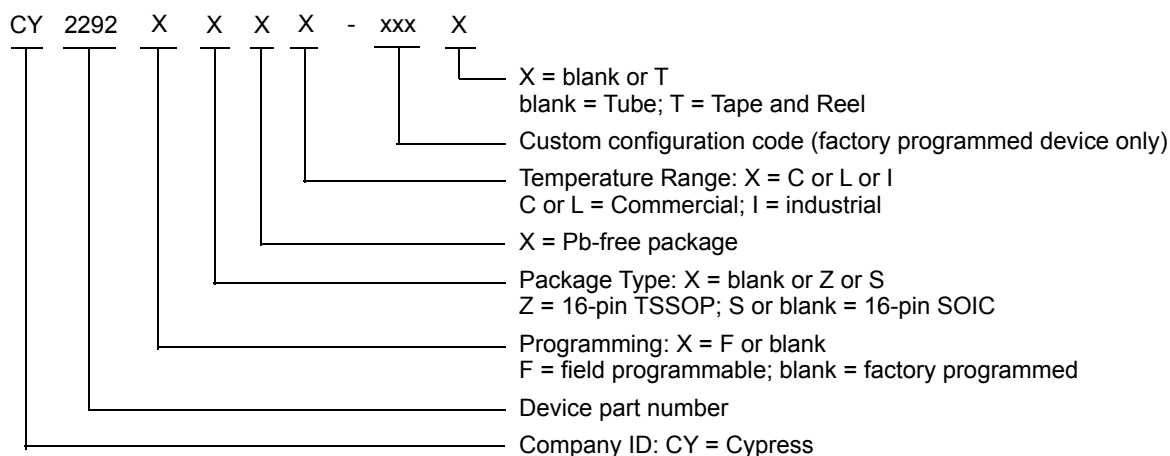 CY 2292 X X X X - xxx X
X = blank or T
blank = Tube; T = Tape and Reel
Custom configuration code (factory programmed device only)
Temperature Range: X = C or L or I
C or L = Commercial; I = industrial
X = Pb-free package
Package Type: X = blank or Z or S
Z = 16-pin TSSOP; S or blank = 16-pin SOIC
Programming: X = F or blank
F = field programmable; blank = factory programmed
Device part number
Company ID: CY = Cypress